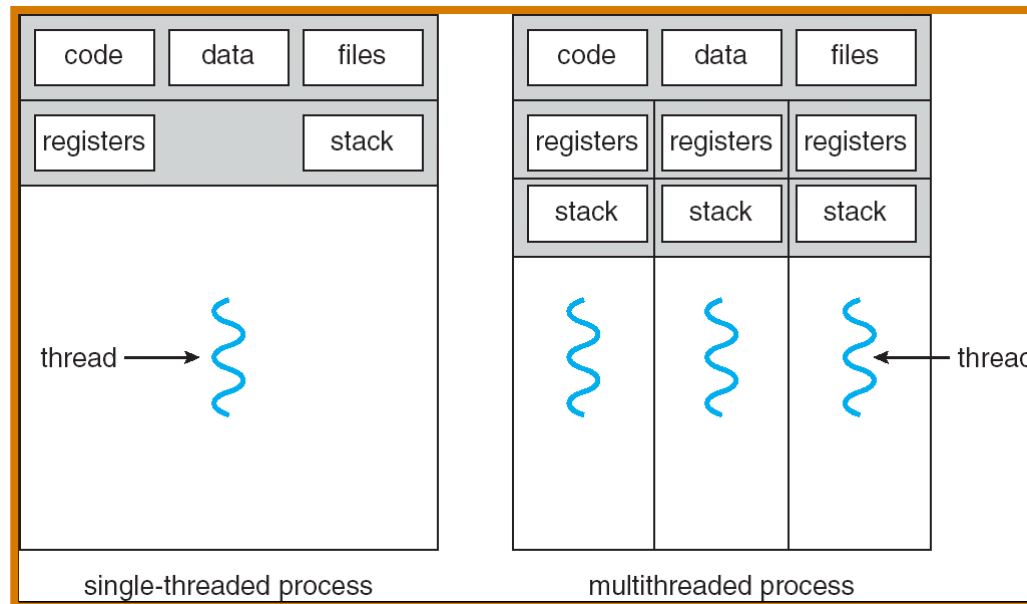 code data files
registers stack
thread
single-threaded process
code data files
registers registers registers
stack stack stack
thread
multithreaded process